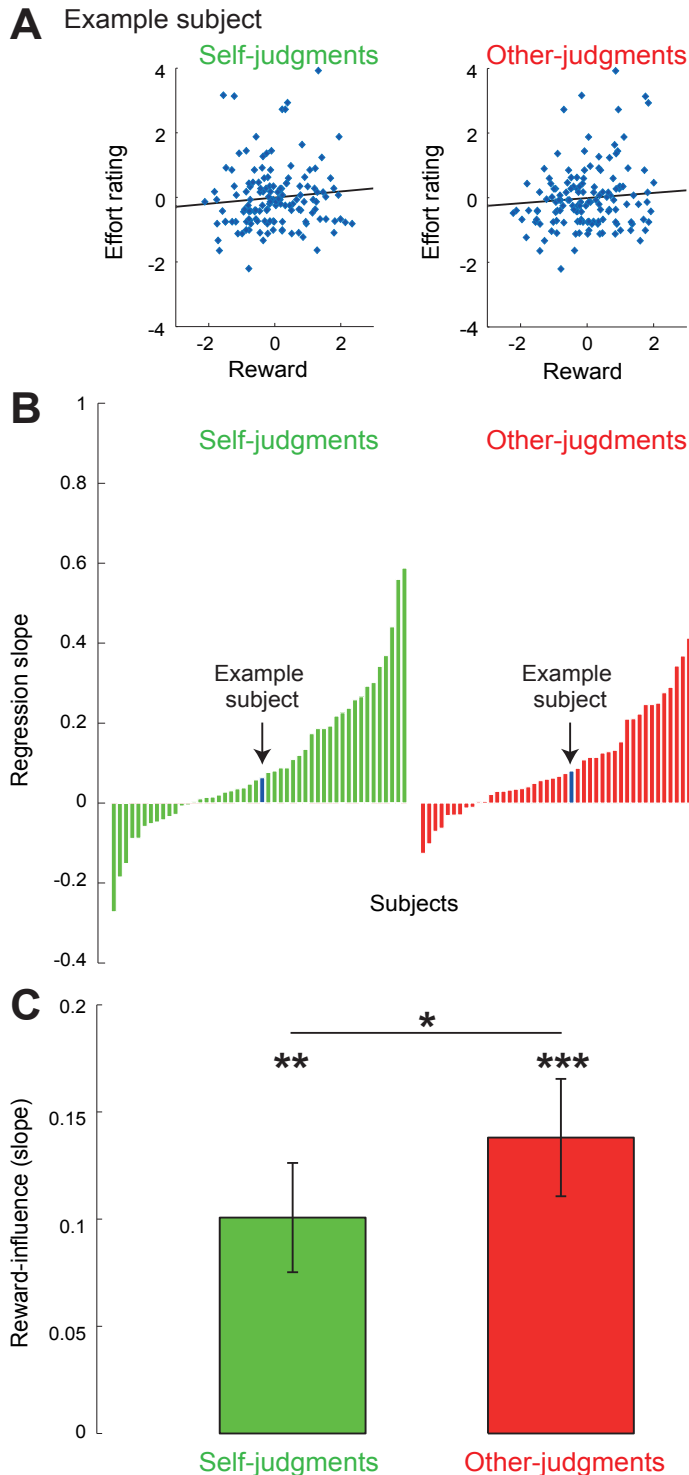 A Example subject
Self-judgments
Other-judgments
4
2
0
-2
-4
Effort rating
-2
0
2
Reward
4
2
0
-2
-4
Effort rating
-2
0
2
Reward
B
1
0.8
0.6
0.4
0.2
0
-0.2
-0.4
Regression slope
Self-judgments
Other-jugdments
Example
subject
Example
subject
Subjects
C
0.2
0.15
0.1
0.05
0
Reward-influence (slope)
*
**
***
Self-judgments
Other-judgments